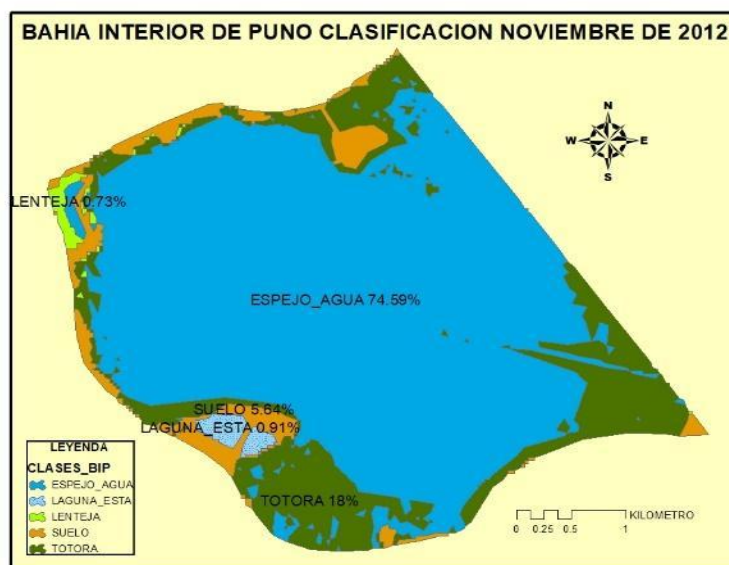 BAHIA INTERIOR DE PUNO CLASIFICACION NOVIEMBRE DE 2012
N
W E
S
LENTEJA 0.73%
ESPEJO_AGUA 74.59%
SUELO 5.64%
LAGUNA_ESTA 0.91%
TOTORA 18%
LEYENDA
CLASES_BIP
ESPEJO_AGUA
LAGUNA_ESTA
LENTEJA
SUELO
TOTORA
KILOMETRO
0 0.25 0.5 1